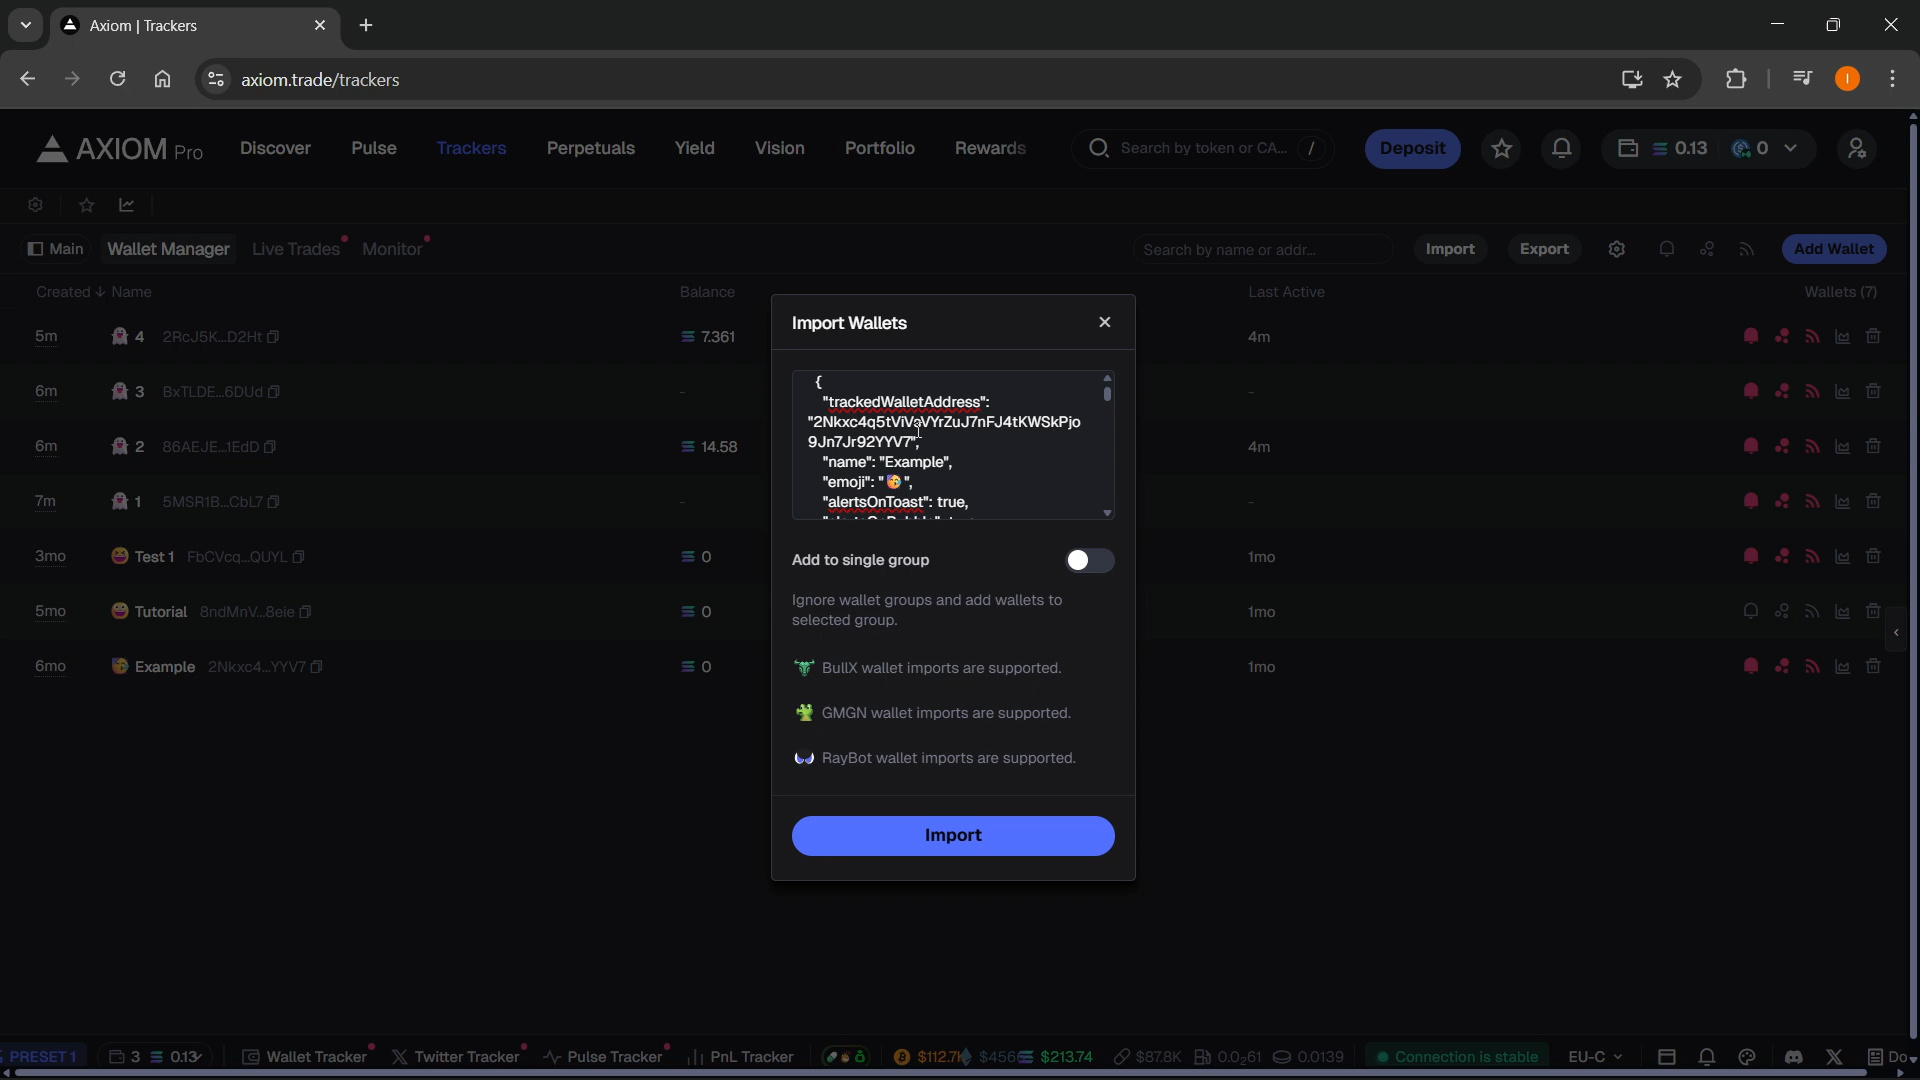 Axiom | Trackers
axiom.trade/trackers
I
AXIOM Pro
Discover
Pulse
Trackers
Perpetuals
Yield
Vision
Portfolio
Rewards
Search by token or CA...
/
Deposit
0.13
0
Main
Wallet Manager
Live Trades
Monitor
Search by name or addr...
Import
Export
Add Wallet
Created ↓ Name
Balance
Last Active
Wallets (7)
5m 👻 4 2RcJ5K...D2Ht 7.361 4m
6m 👻 3 BxTLDE...6DUd - -
6m 👻 2 86AEJE...1EdD 14.58 4m
7m 👻 1 5MSR1B...CbL7 - -
3mo 😆 Test 1 FbCVcq...QUYL 0 1mo
5mo 😃 Tutorial 8ndMnV...8eie 0 1mo
6mo 🥳 Example 2Nkxc4...YYV7 0 1mo
Import Wallets
{
"trackedWalletAddress":
"2Nkxc4q5tViVsVYrZuJ7nFJ4tKWSkPjo
9Jn7Jr92YYV7",
"name": "Example",
"emoji": "🥳",
"alertsOnToast": true,
Add to single group
Ignore wallet groups and add wallets to
selected group.
BullX wallet imports are supported.
GMGN wallet imports are supported.
RayBot wallet imports are supported.
Import
PRESET 1
3 0.13
Wallet Tracker
Twitter Tracker
Pulse Tracker
PnL Tracker
$112.7K
$456
$213.74
$87.8K
0.0₂61
0.0139
Connection is stable
EU-C
Do